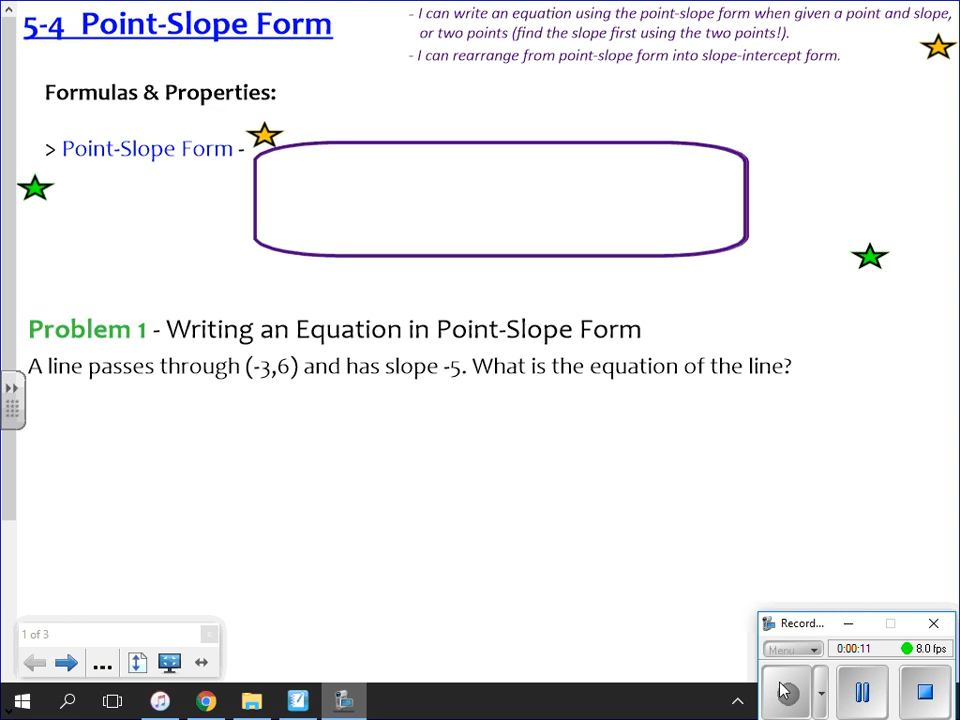 5-4 Point-Slope Form
- I can write an equation using the point-slope form when given a point and slope,
or two points (find the slope first using the two points!).
- I can rearrange from point-slope form into slope-intercept form.
Formulas & Properties:
> Point-Slope Form -
Problem 1 - Writing an Equation in Point-Slope Form
A line passes through (-3,6) and has slope -5. What is the equation of the line?
1 of 3
Record...
Menu
0:00:11
8.0 fps